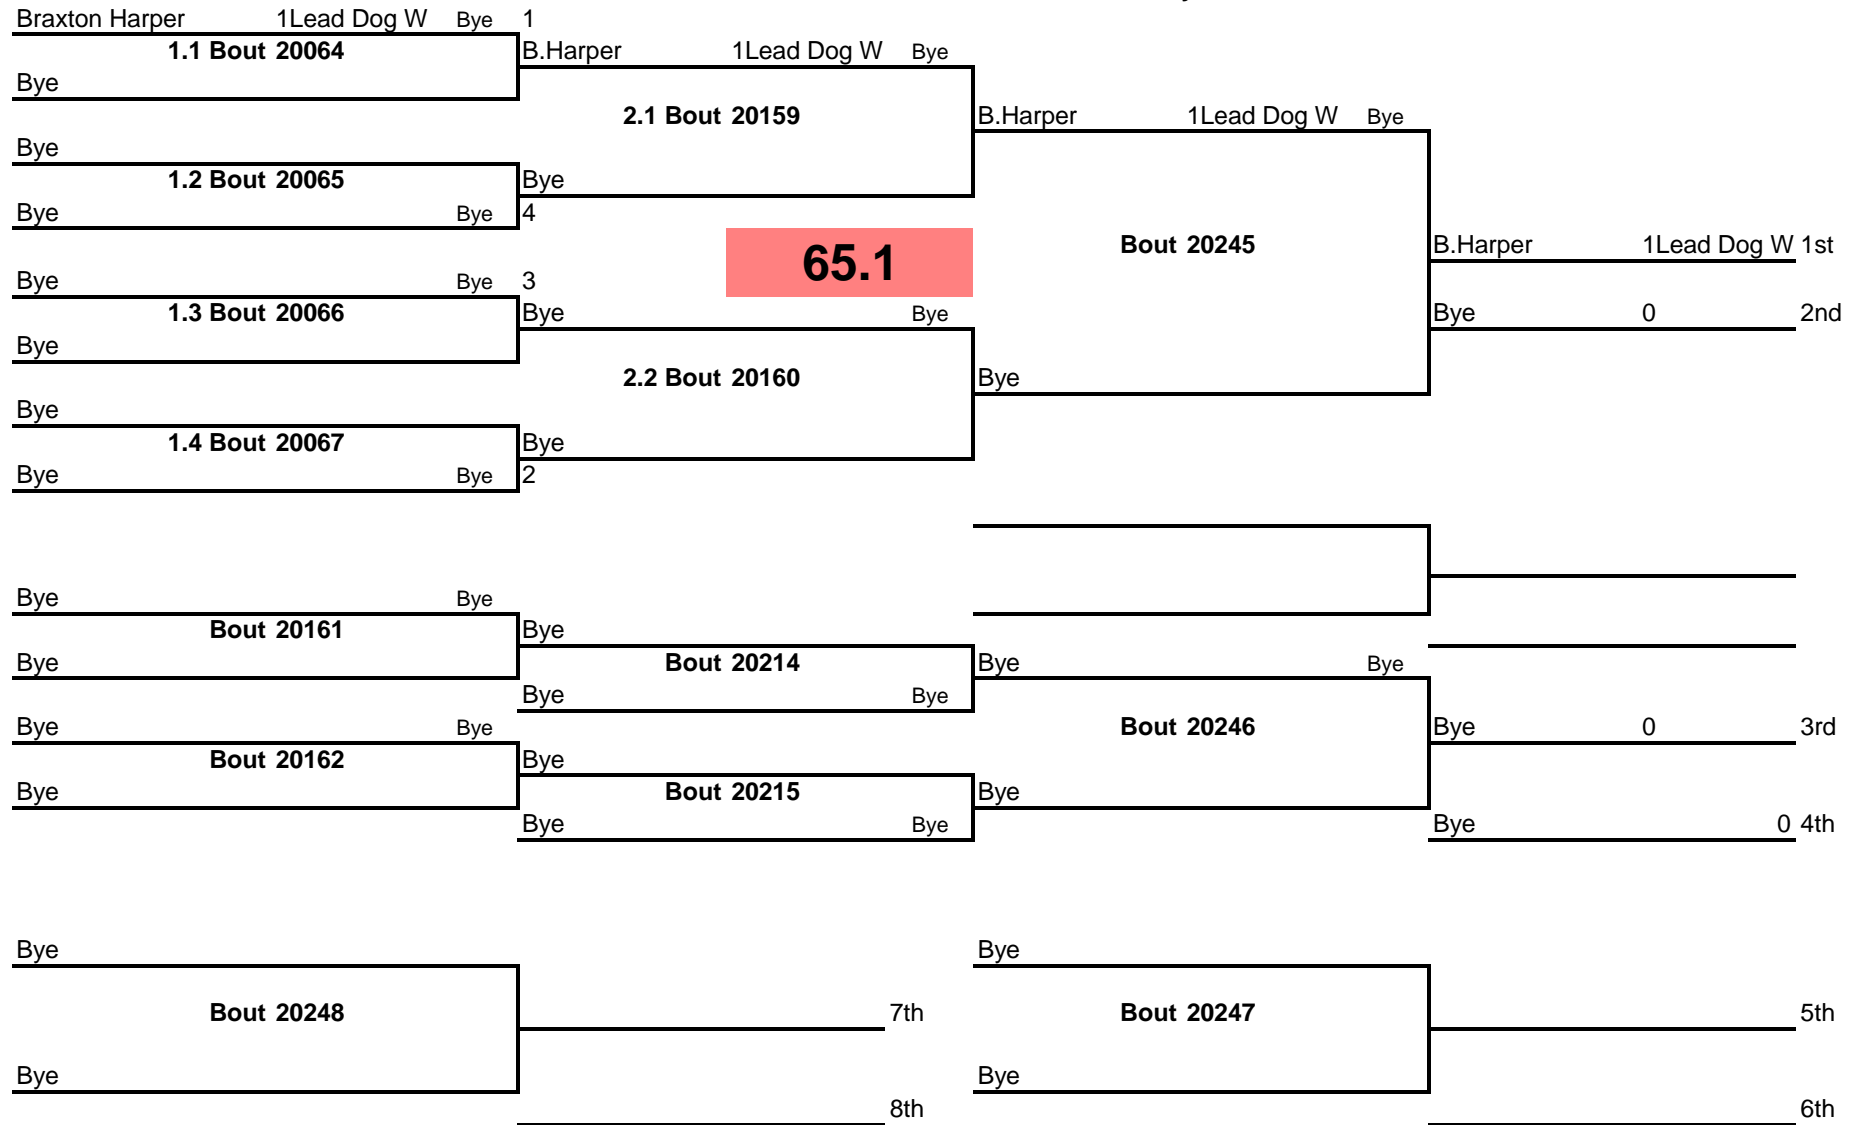 Braxton Harper 1Lead Dog W Bye 1
1.1 Bout 20064 B.Harper 1Lead Dog W Bye
Bye
2.1 Bout 20159 B.Harper 1Lead Dog W Bye
Bye
1.2 Bout 20065 Bye
Bye Bye 4
65.1 Bout 20245 B.Harper 1Lead Dog W 1st
Bye Bye 3
1.3 Bout 20066 Bye Bye Bye 0 2nd
Bye
2.2 Bout 20160 Bye
Bye
1.4 Bout 20067 Bye
Bye Bye 2
Bye Bye
Bout 20161 Bye
Bye Bout 20214 Bye Bye
Bye Bye
Bye Bye Bout 20246 Bye 0 3rd
Bout 20162 Bye
Bye Bout 20215 Bye
Bye Bye Bye 0 4th
Bye Bye
Bout 20248 7th Bout 20247 5th
Bye Bye
8th 6th